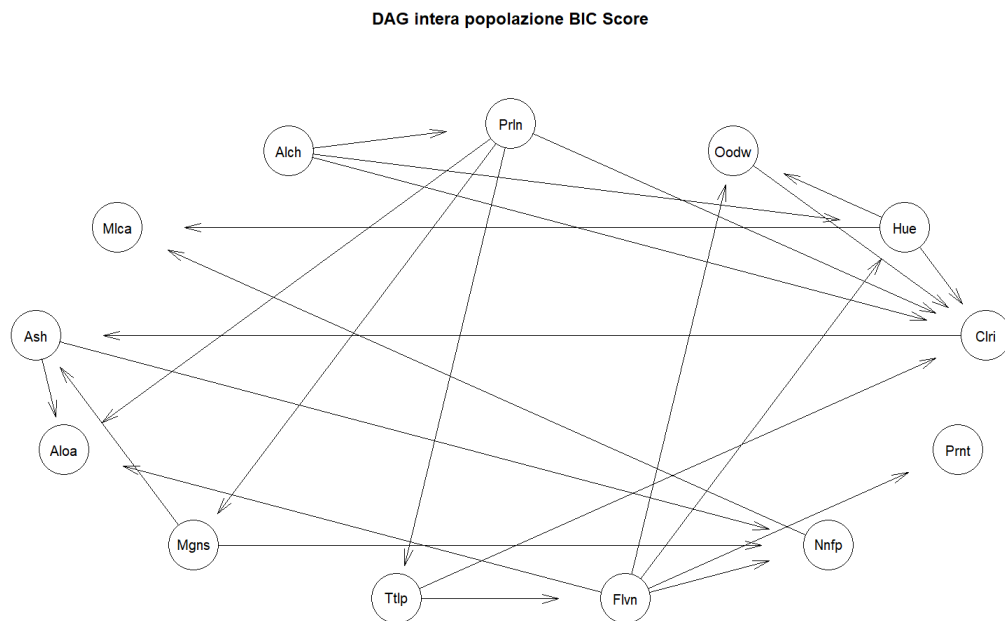 DAG intera popolazione BIC Score
Prln
Alch
Oodw
Mlca
Hue
Ash
Clri
Aloa
Prnt
Mgns
Nnfp
Ttlp
Flvn